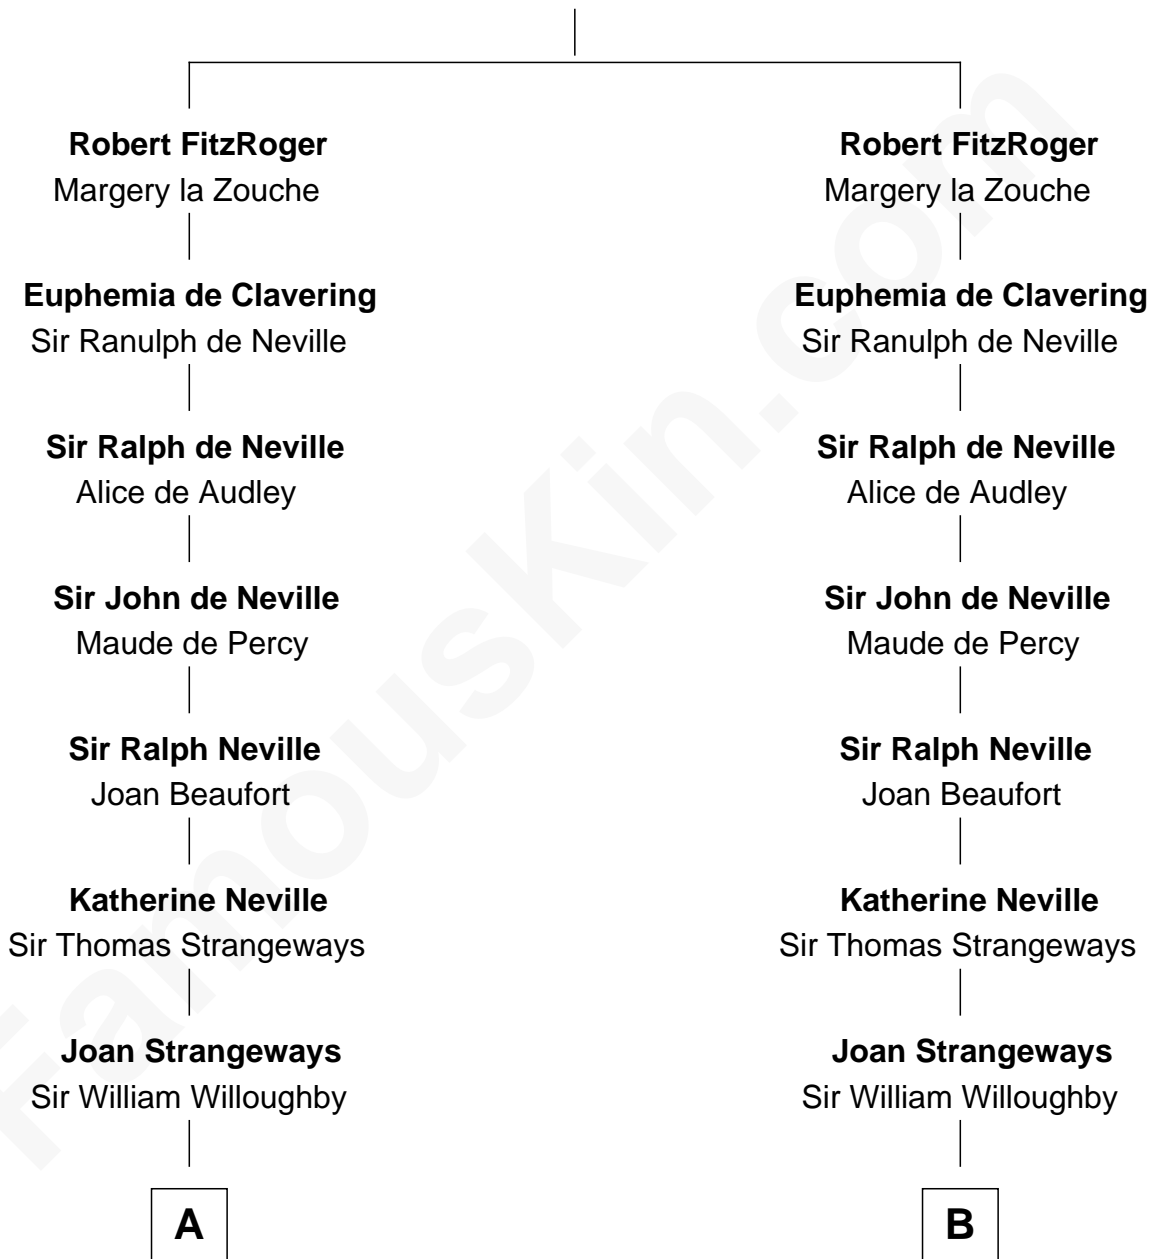 Robert FitzRoger
Margery la Zouche
Euphemia de Clavering
Sir Ranulph de Neville
Sir Ralph de Neville
Alice de Audley
Sir John de Neville
Maude de Percy
Sir Ralph Neville
Joan Beaufort
Katherine Neville
Sir Thomas Strangeways
Joan Strangeways
Sir William Willoughby
A
Robert FitzRoger
Margery la Zouche
Euphemia de Clavering
Sir Ranulph de Neville
Sir Ralph de Neville
Alice de Audley
Sir John de Neville
Maude de Percy
Sir Ralph Neville
Joan Beaufort
Katherine Neville
Sir Thomas Strangeways
Joan Strangeways
Sir William Willoughby
B
FamousKin.com